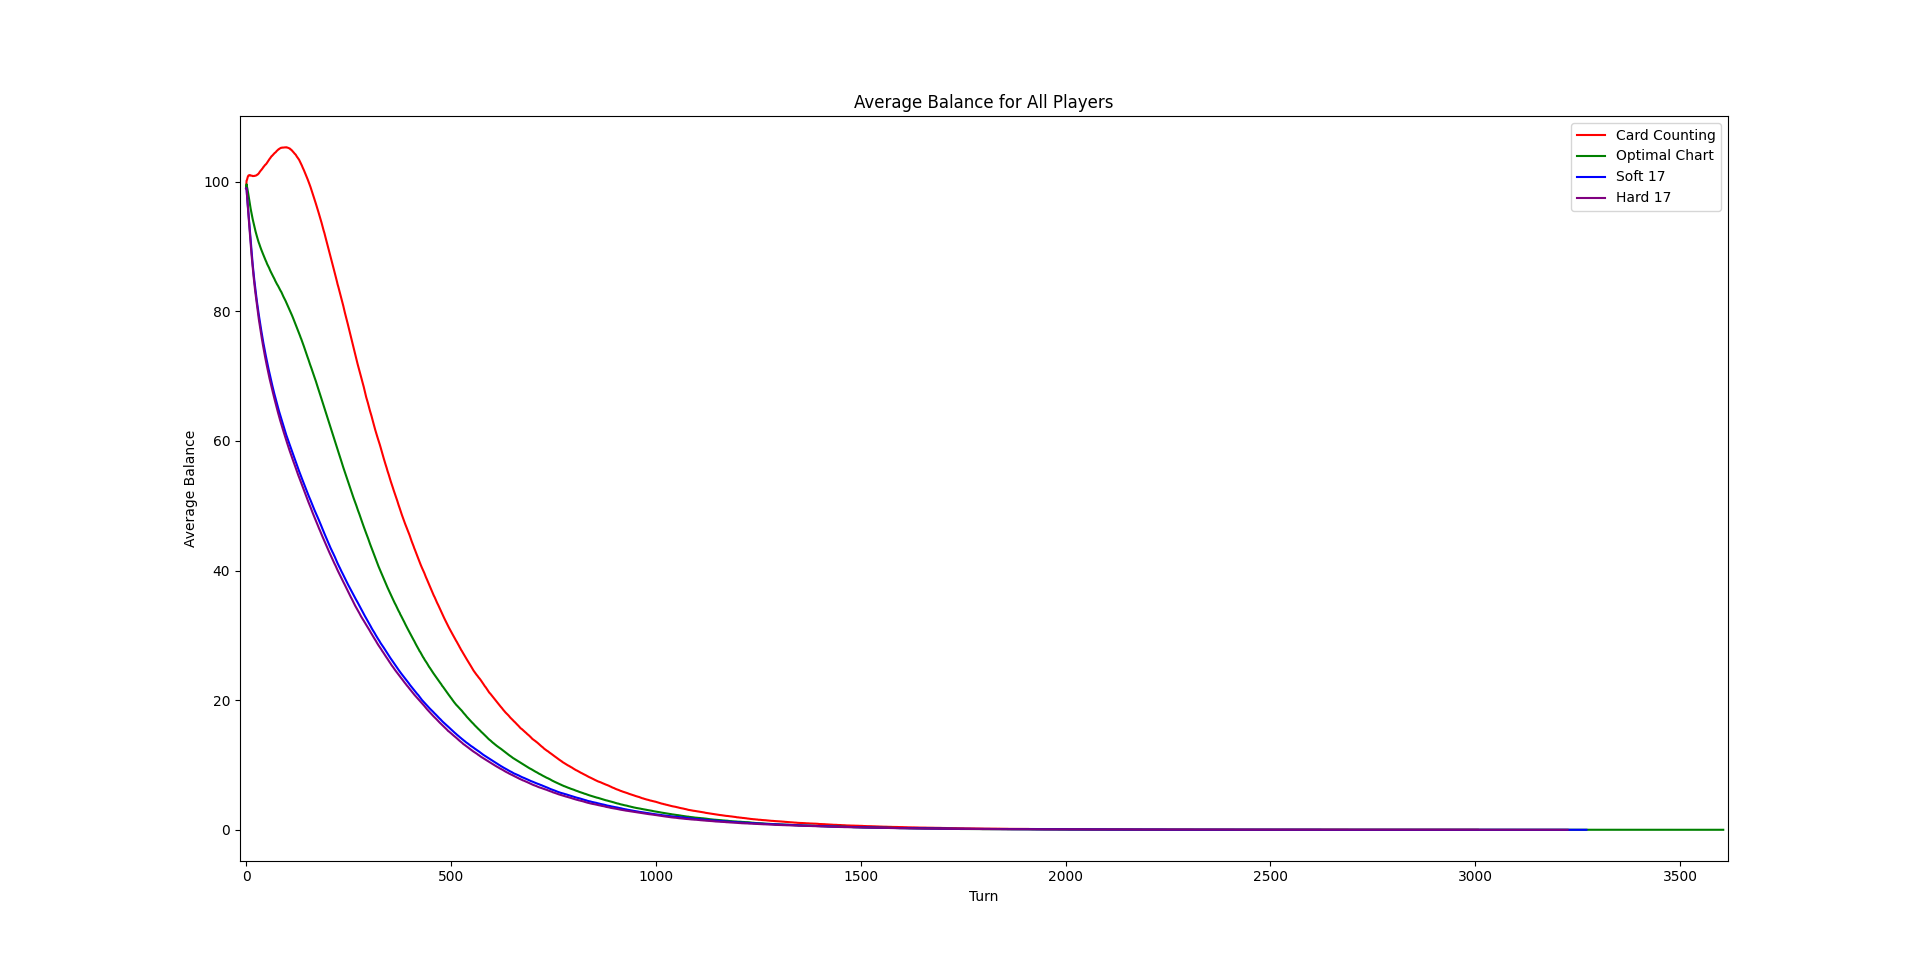 Average Balance for All Players
Card Counting
Optimal Chart
Soft 17
Hard 17
100
80
60
40
20
0
Average Balance
0 500 1000 1500 2000 2500 3000 3500
Turn